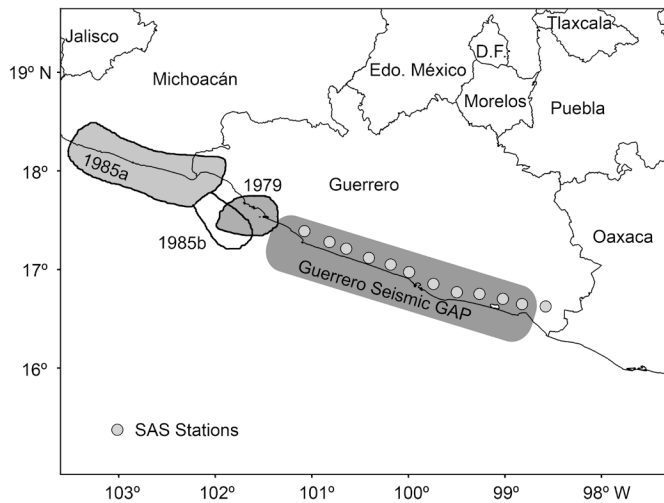 Jalisco
Tlaxcala
D.F.
19º N
Michoacán
Edo. México
Morelos
Puebla
18º
1985a
1979
Guerrero
1985b
Oaxaca
17º
Guerrero Seismic GAP
16º
SAS Stations
103º
102º
101º
100º
99º
98º W